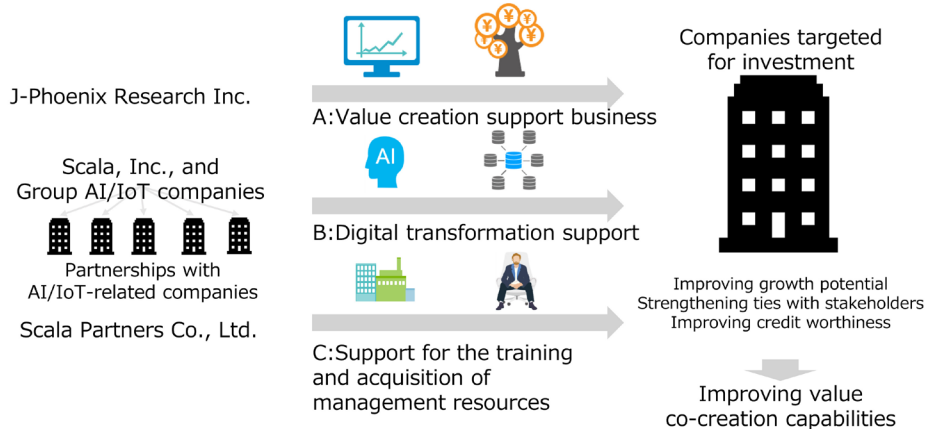 J-Phoenix Research Inc.
Scala, Inc., and
Group AI/IoT companies
Partnerships with
AI/IoT-related companies
Scala Partners Co., Ltd.
¥ ¥ ¥ ¥ ¥ ¥
A:Value creation support business
AI
B:Digital transformation support
C:Support for the training
and acquisition of
management resources
Companies targeted
for investment
Improving growth potential
Strengthening ties with stakeholders
Improving credit worthiness
Improving value
co-creation capabilities